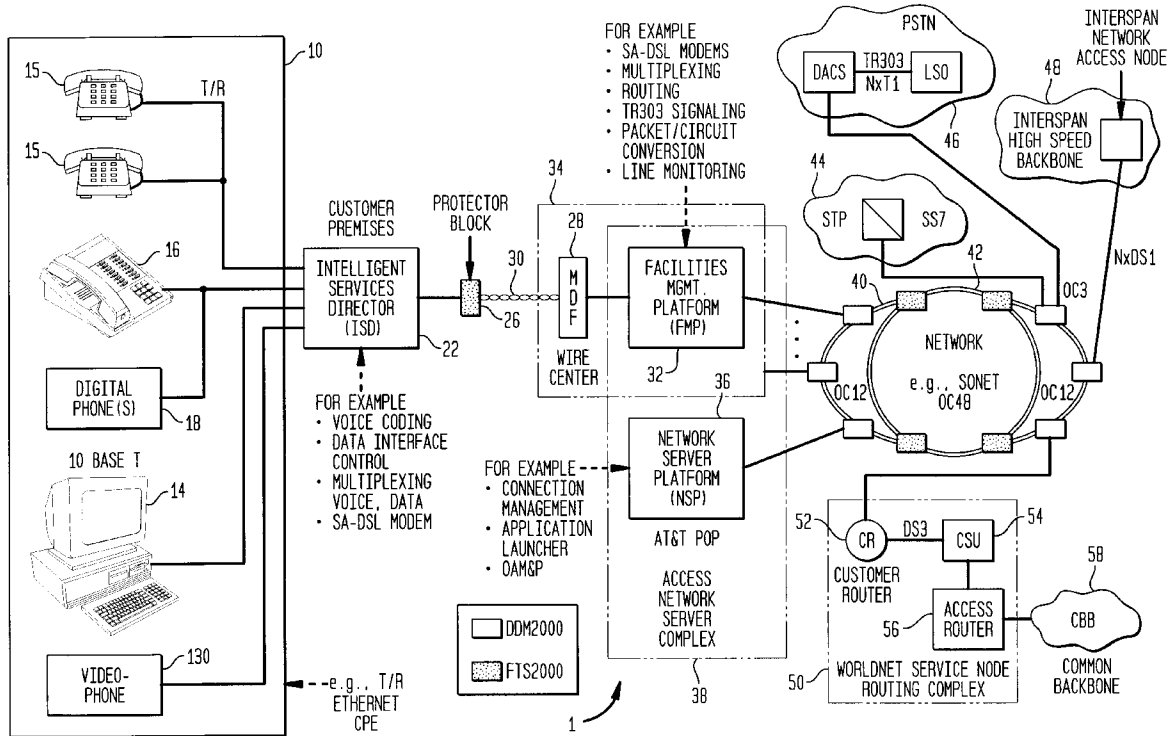 10
15
T/R
15
16
DIGITAL
PHONE(S)
18
10 BASE T
14
VIDEO-
PHONE
130
e.g., T/R
ETHERNET
CPE
CUSTOMER
PREMISES
INTELLIGENT
SERVICES
DIRECTOR
(ISD)
22
FOR EXAMPLE
• VOICE CODING
• DATA INTERFACE
CONTROL
• MULTIPLEXING
VOICE, DATA
• SA-DSL MODEM
PROTECTOR
BLOCK
26
30
34
28
MDF
WIRE
CENTER
FOR EXAMPLE
• SA-DSL MODEMS
• MULTIPLEXING
• ROUTING
• TR303 SIGNALING
• PACKET/CIRCUIT
CONVERSION
• LINE MONITORING
FACILITIES
MGMT.
PLATFORM
(FMP)
32
36
NETWORK
SERVER
PLATFORM
(NSP)
AT&T POP
FOR EXAMPLE
• CONNECTION
MANAGEMENT
• APPLICATION
LAUNCHER
• OAM&P
ACCESS
NETWORK
SERVER
COMPLEX
38
DDM2000
FTS2000
1
PSTN
DACS
TR303
NxT1
LSO
46
INTERSPAN
NETWORK
ACCESS NODE
48
INTERSPAN
HIGH SPEED
BACKBONE
NxDS1
44
STP
SS7
40
42
OC3
NETWORK
e.g., SONET
OC48
OC12
OC12
52
CR
DS3
CSU
54
CUSTOMER
ROUTER
56
ACCESS
ROUTER
58
CBB
COMMON
BACKBONE
50
WORLDNET SERVICE NODE
ROUTING COMPLEX